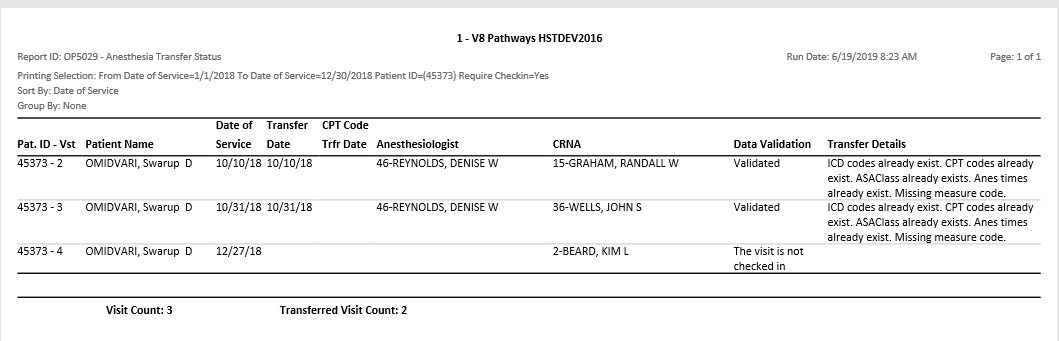 1 - V8 Pathways HSTDEV2016
Report ID: OP5029 - Anesthesia Transfer Status Run Date: 6/19/2019 8:23 AM Page: 1 of 1
Printing Selection: From Date of Service=1/1/2018 To Date of Service=12/30/2018 Patient ID=(45373) Require Checkin=Yes
Sort By: Date of Service
Group By: None
Date of Transfer CPT Code
Pat. ID - Vst Patient Name Service Date Trfr Date Anesthesiologist CRNA Data Validation Transfer Details
45373 - 2 OMIDVARI, Swarup D 10/10/18 10/10/18 46-REYNOLDS, DENISE W 15-GRAHAM, RANDALL W Validated ICD codes already exist. CPT codes already
exist. ASAClass already exists. Anes times
already exist. Missing measure code.
45373 - 3 OMIDVARI, Swarup D 10/31/18 10/31/18 46-REYNOLDS, DENISE W 36-WELLS, JOHN S Validated ICD codes already exist. CPT codes already
exist. ASAClass already exists. Anes times
already exist. Missing measure code.
45373 - 4 OMIDVARI, Swarup D 12/27/18 2-BEARD, KIM L The visit is not
checked in
Visit Count: 3 Transferred Visit Count: 2